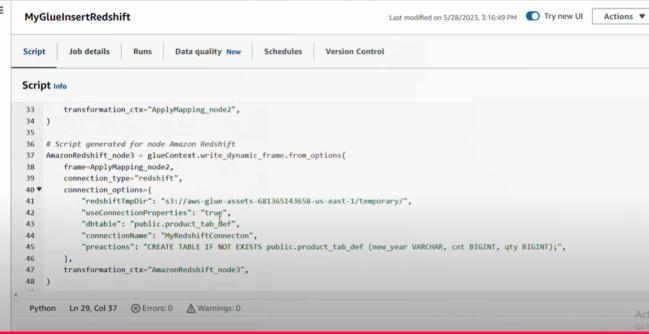 MyGlueInsertRedshift
Last modified on 5/28/2023, 3:16:49 PM
Try new UI
Actions ▼
Script
Job details
Runs
Data quality New
Schedules
Version Control
Script Info
33 transformation_ctx="ApplyMapping_node2",
34 )
35
36 # Script generated for node Amazon Redshift
37 AmazonRedshift_node3 = glueContext.write_dynamic_frame.from_options(
38 frame=ApplyMapping_node2,
39 connection_type="redshift",
40 connection_options={
41 "redshiftTmpDir": "s3://aws-glue-assets-681365143658-us-east-1/temporary/",
42 "useConnectionProperties": "true",
43 "dbtable": "public.product_tab_def",
44 "connectionName": "MyRedshiftConnecton",
45 "preactions": "CREATE TABLE IF NOT EXISTS public.product_tab_def (new_year VARCHAR, cnt BIGINT, qty BIGINT);",
46 },
47 transformation_ctx="AmazonRedshift_node3",
48 )
Python Ln 29, Col 37 Errors: 0 Warnings: 0